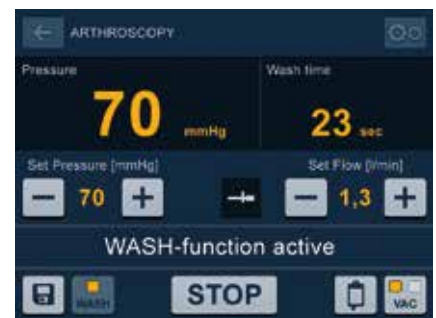 ARTHROSCOPY
Pressure
Wash time
70 mmHg
23 sec
Set Pressure [mmHg]
Set Flow [l/min]
70
1,3
WASH-function active
WASH
STOP
VAC